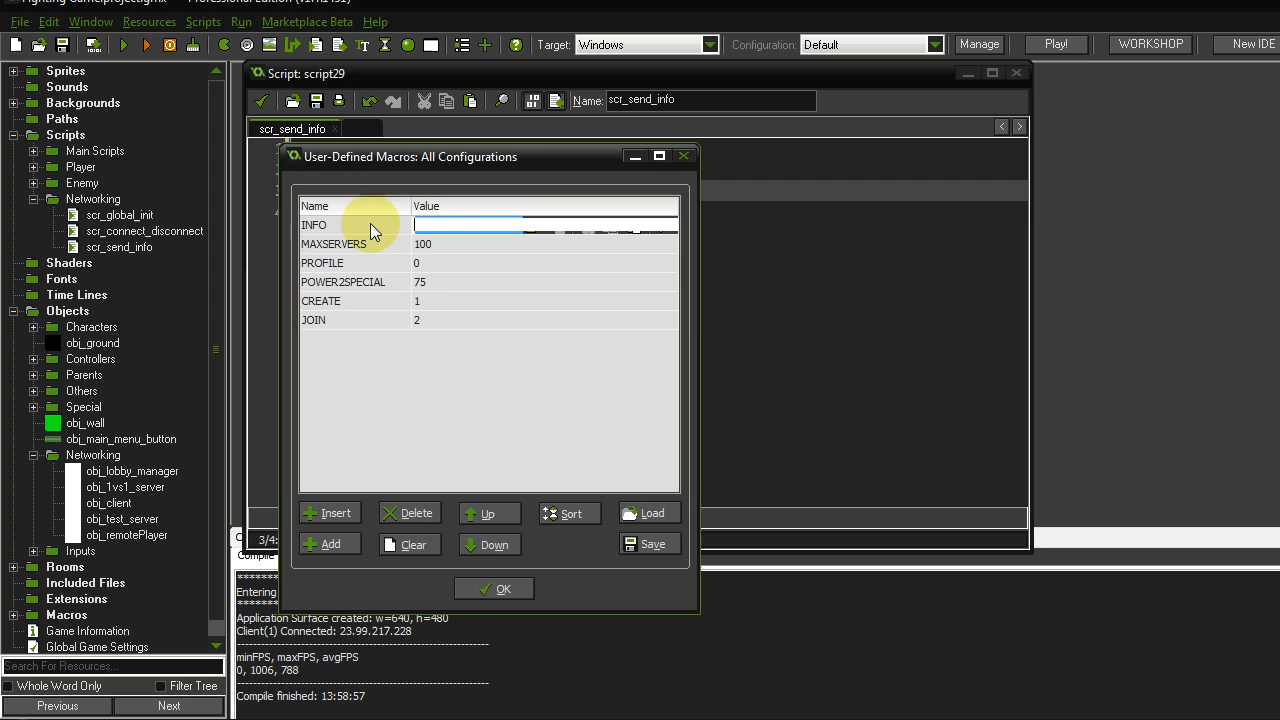 File Edit Window Resources Scripts Run Marketplace Beta Help
Target: Windows Configuration: Default Manage Play! WORKSHOP New IDE
Sprites
Sounds
Backgrounds
Paths
Scripts
Main Scripts
Player
Enemy
Networking
scr_global_init
scr_connect_disconnect
scr_send_info
Shaders
Fonts
Time Lines
Objects
Characters
obj_ground
Controllers
Parents
Others
Special
obj_wall
obj_main_menu_button
Networking
obj_lobby_manager
obj_1vs1_server
obj_client
obj_test_server
obj_remotePlayer
Inputs
Rooms
Included Files
Extensions
Macros
Game Information
Global Game Settings
Search For Resources...
Whole Word Only Filter Tree
Previous Next
Script: script29
Name: scr_send_info
scr_send_info
User-Defined Macros: All Configurations
Name Value
INFO
MAXSERVERS 100
PROFILE 0
POWER2SPECIAL 75
CREATE 1
JOIN 2
Insert Delete Up Sort Load
Add Clear Down Save
OK
3/4:
Entering
Application Surface created: w=640, h=480
Client(1) Connected: 23.99.217.228
minFPS, maxFPS, avgFPS
0, 1006, 788
Compile finished: 13:58:57